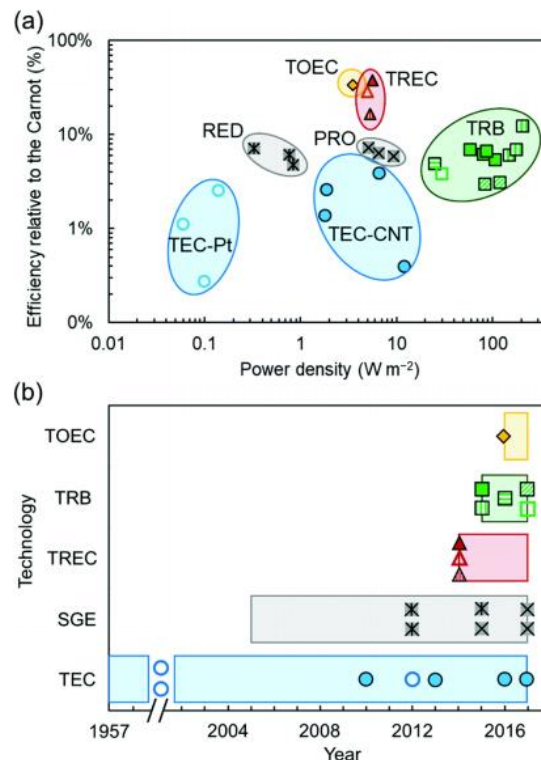 (a)
Efficiency relative to the Carnot (%)
100%
10%
1%
0%
TOEC
TREC
RED
PRO
TRB
TEC-Pt
TEC-CNT
0.01
0.1
1
10
100
Power density (W m⁻²)
(b)
Technology
TOEC
TRB
TREC
SGE
TEC
1957
2004
2008
2012
2016
Year